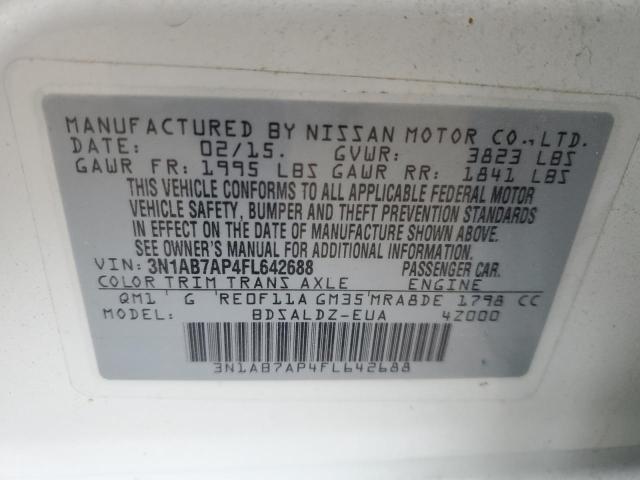 MANUFACTURED BY NISSAN MOTOR CO., LTD.
DATE: 02/15. GVWR: 3823 LBS
GAWR FR: 1995 LBS GAWR RR: 1841 LBS
THIS VEHICLE CONFORMS TO ALL APPLICABLE FEDERAL MOTOR
VEHICLE SAFETY, BUMPER AND THEFT PREVENTION STANDARDS
IN EFFECT ON THE DATE OF MANUFACTURE SHOWN ABOVE.
SEE OWNER'S MANUAL FOR ADDITIONAL INFORMATION.
VIN: 3N1AB7AP4FL642688 PASSENGER CAR.
COLOR TRIM TRANS AXLE ENGINE
QM1 G RE0F11A GM35 MRA8DE 1798 CC
MODEL: BDSALDZ-EUA 4Z000
3N1AB7AP4FL642688